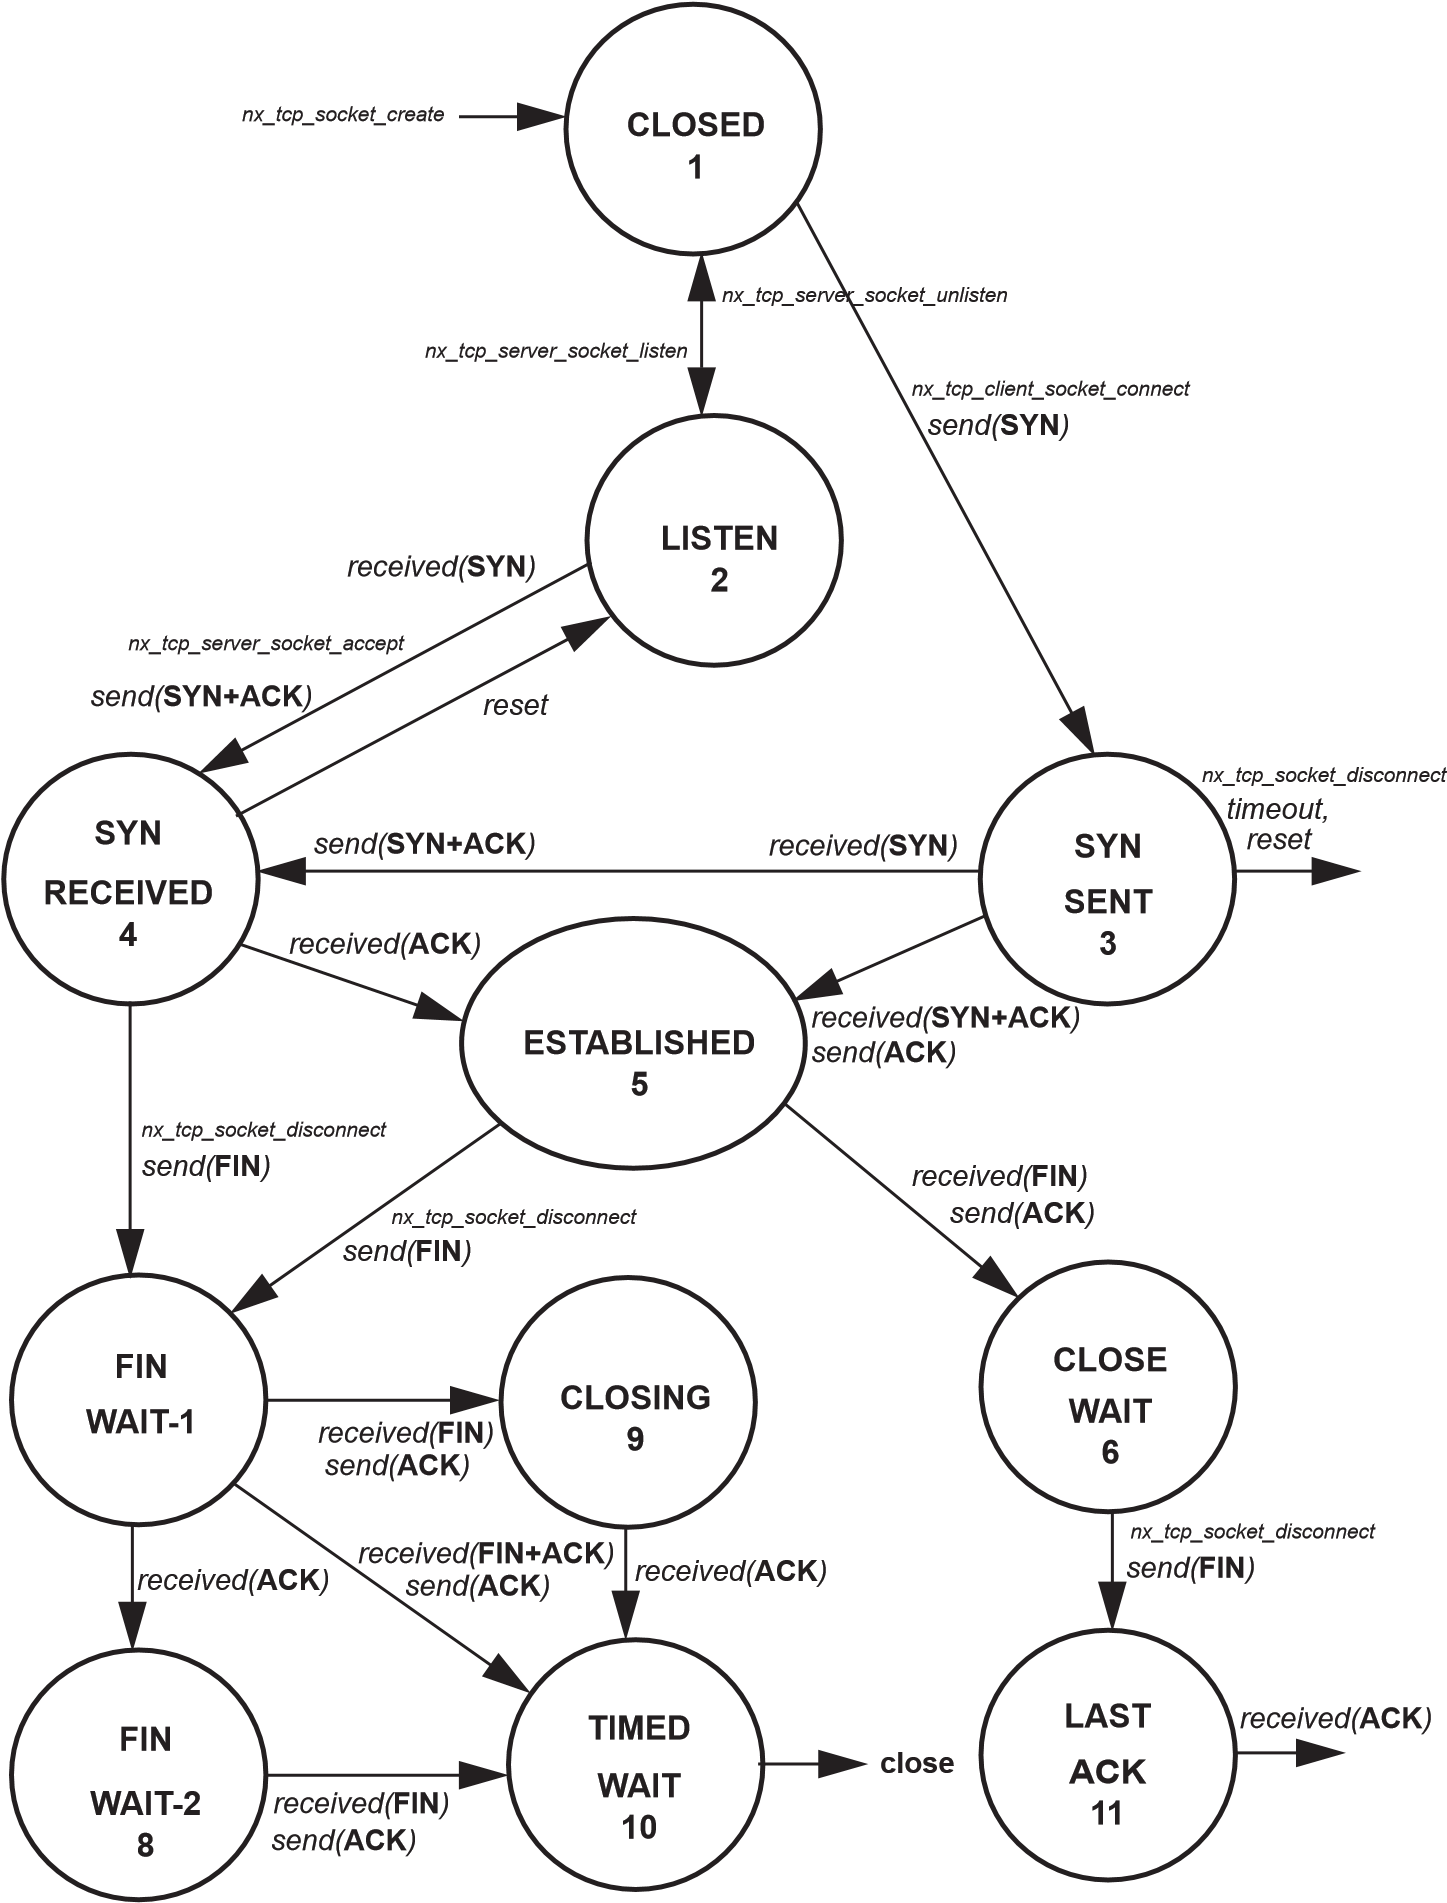 nx_tcp_socket_create
CLOSED
1
nx_tcp_server_socket_unlisten
nx_tcp_server_socket_listen
nx_tcp_client_socket_connect
send(SYN)
LISTEN
2
received(SYN)
nx_tcp_server_socket_accept
send(SYN+ACK)
reset
nx_tcp_socket_disconnect
timeout,
reset
SYN
RECEIVED
4
send(SYN+ACK)
received(SYN)
SYN
SENT
3
received(ACK)
received(SYN+ACK)
send(ACK)
ESTABLISHED
5
nx_tcp_socket_disconnect
send(FIN)
nx_tcp_socket_disconnect
send(FIN)
received(FIN)
send(ACK)
FIN
WAIT-1
received(FIN)
send(ACK)
CLOSING
9
CLOSE
WAIT
6
received(ACK)
received(FIN+ACK)
send(ACK)
received(ACK)
nx_tcp_socket_disconnect
send(FIN)
FIN
WAIT-2
8
received(FIN)
send(ACK)
TIMED
WAIT
10
close
LAST
ACK
11
received(ACK)